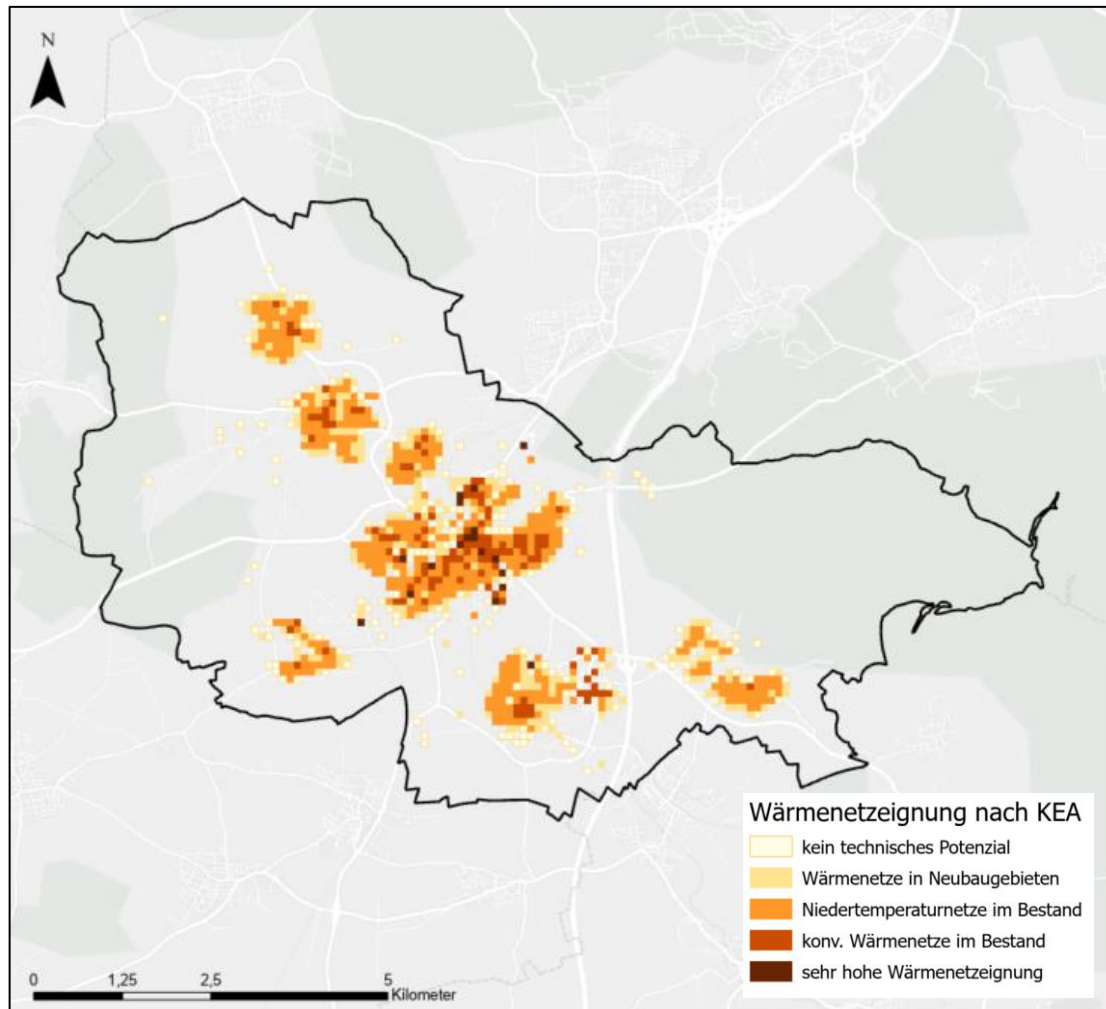 N
Wärmenetzeignung nach KEA
kein technisches Potenzial
Wärmenetze in Neubaugebieten
Niedertemperaturnetze im Bestand
konv. Wärmenetze im Bestand
sehr hohe Wärmenetzeignung
0 1,25 2,5 5
Kilometer